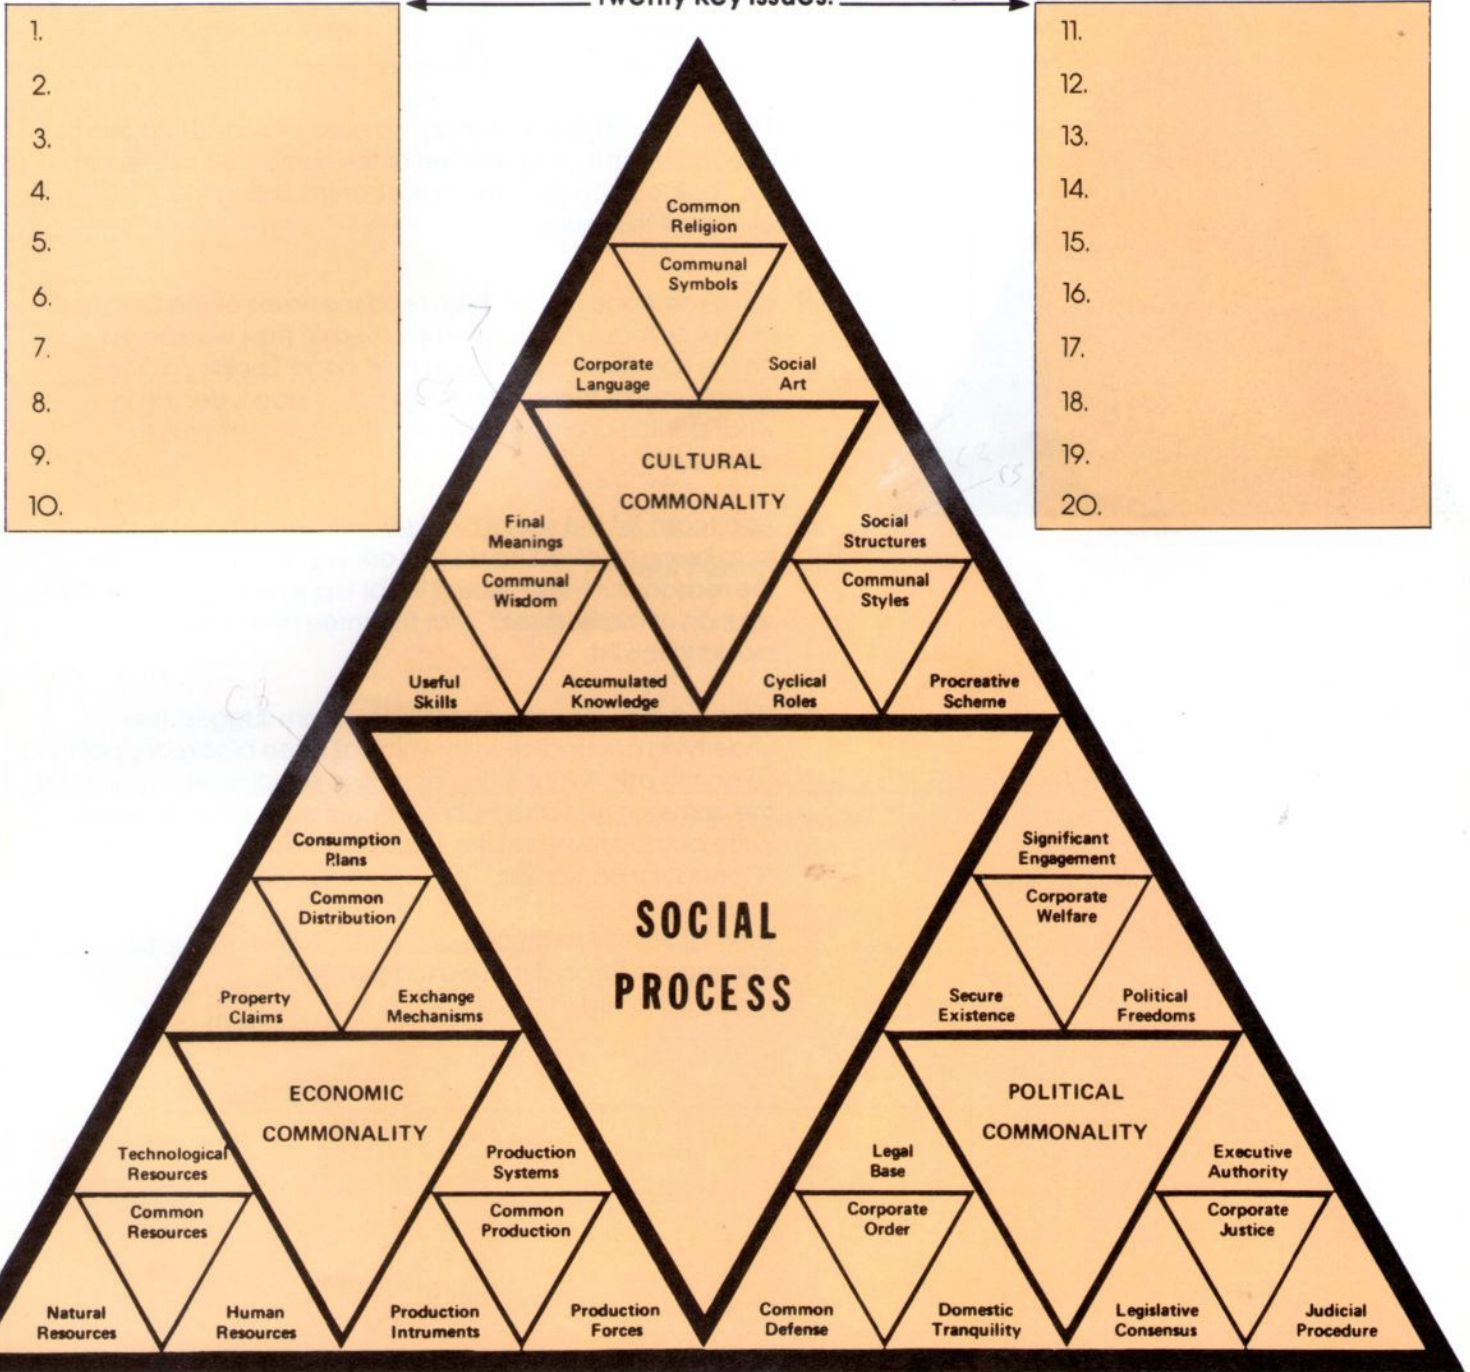 Twenty Key Issues:
1.
2.
3.
4.
5.
6.
7.
8.
9.
10.
11.
12.
13.
14.
15.
16.
17.
18.
19.
20.
Common
Religion
Communal
Symbols
Corporate
Language
Social
Art
7
CULTURAL
COMMONALITY
Final
Meanings
Communal
Wisdom
Useful
Skills
Accumulated
Knowledge
Social
Structures
Communal
Styles
Cyclical
Roles
Procreative
Scheme
C8
SOCIAL
PROCESS
Consumption
Plans
Common
Distribution
Property
Claims
Exchange
Mechanisms
ECONOMIC
COMMONALITY
Technological
Resources
Common
Resources
Natural
Resources
Human
Resources
Production
Systems
Common
Production
Production
Intruments
Production
Forces
Significant
Engagement
Corporate
Welfare
Secure
Existence
Political
Freedoms
POLITICAL
COMMONALITY
Legal
Base
Corporate
Order
Common
Defense
Domestic
Tranquility
Executive
Authority
Corporate
Justice
Legislative
Consensus
Judicial
Procedure